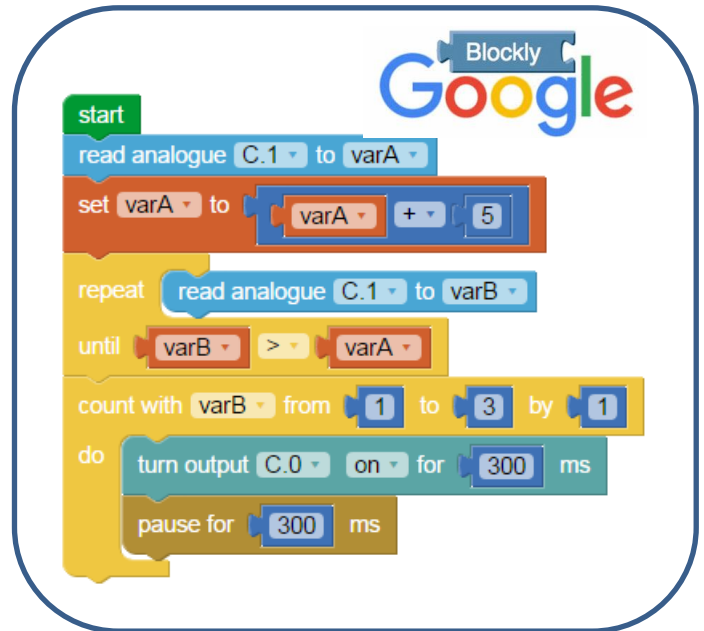 Blockly
Google
start
read analogue C.1 to varA
set varA to varA + 5
repeat read analogue C.1 to varB
until varB > varA
count with varB from 1 to 3 by 1
do turn output C.0 on for 300 ms
pause for 300 ms